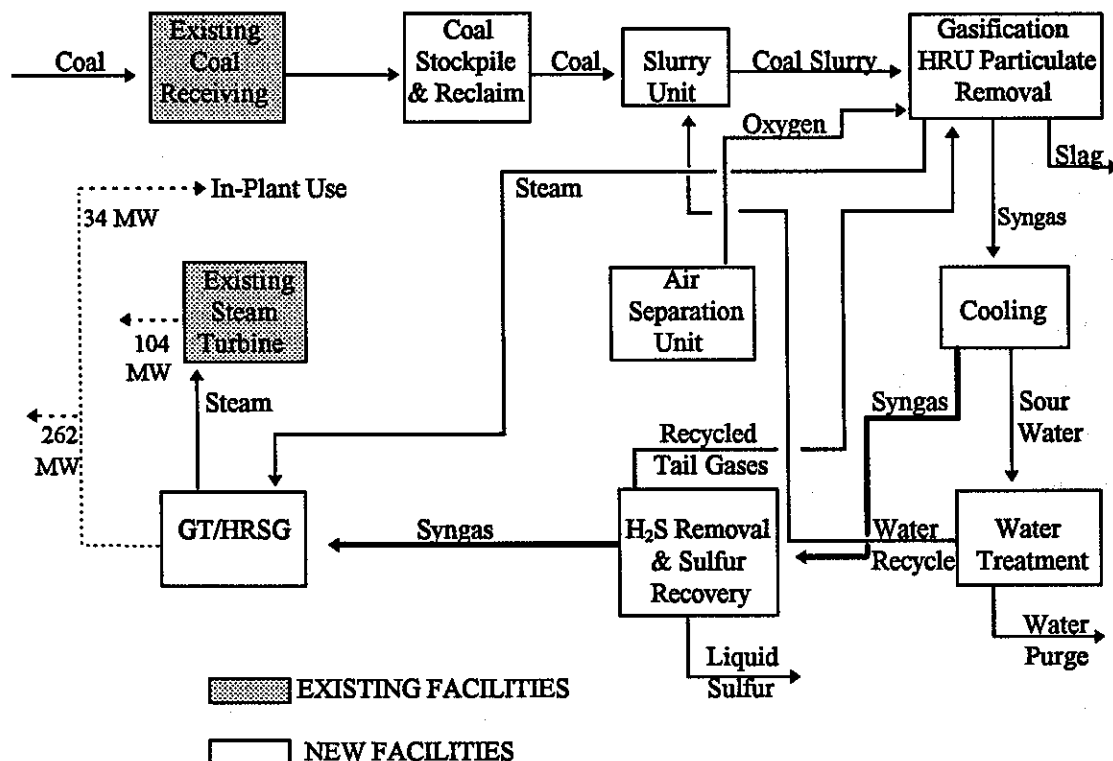 Coal
Existing
Coal
Receiving
Coal
Stockpile
& Reclaim
Coal
Slurry
Unit
Coal Slurry
Gasification
HRU Particulate
Removal
Oxygen
Slag
Steam
In-Plant Use
34 MW
Syngas
Existing
Steam
Turbine
104
MW
Air
Separation
Unit
Cooling
Steam
262
MW
Syngas
Sour
Water
Recycled
Tail Gases
GT/HRSG
Syngas
H₂S Removal
& Sulfur
Recovery
Water
Recycle
Water
Treatment
Liquid
Sulfur
Water
Purge
EXISTING FACILITIES
NEW FACILITIES